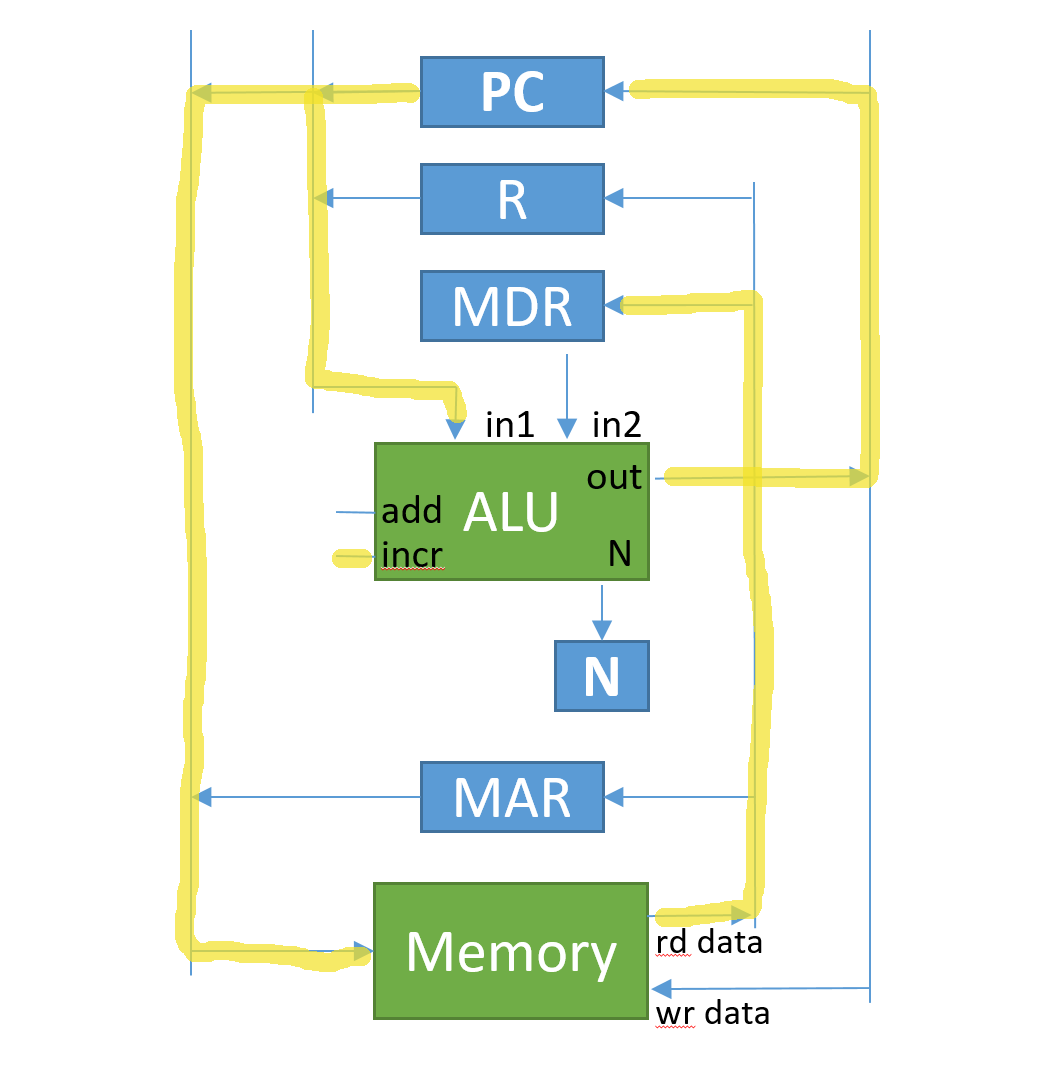 PC
R
MDR
in1 in2
out
add ALU
incr N
N
MAR
Memory
rd data
wr data